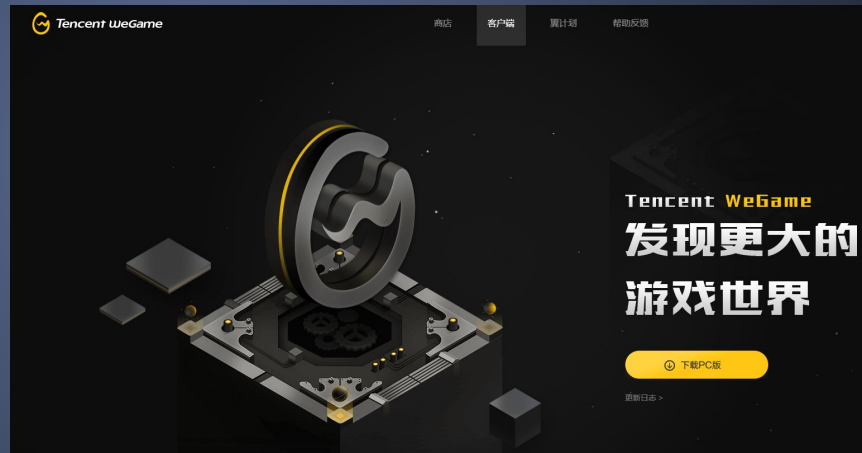 Tencent WeGame
商店 客户端 翼计划 帮助反馈
Tencent WeGame
发现更大的
游戏世界
下载PC版
更新日志 >